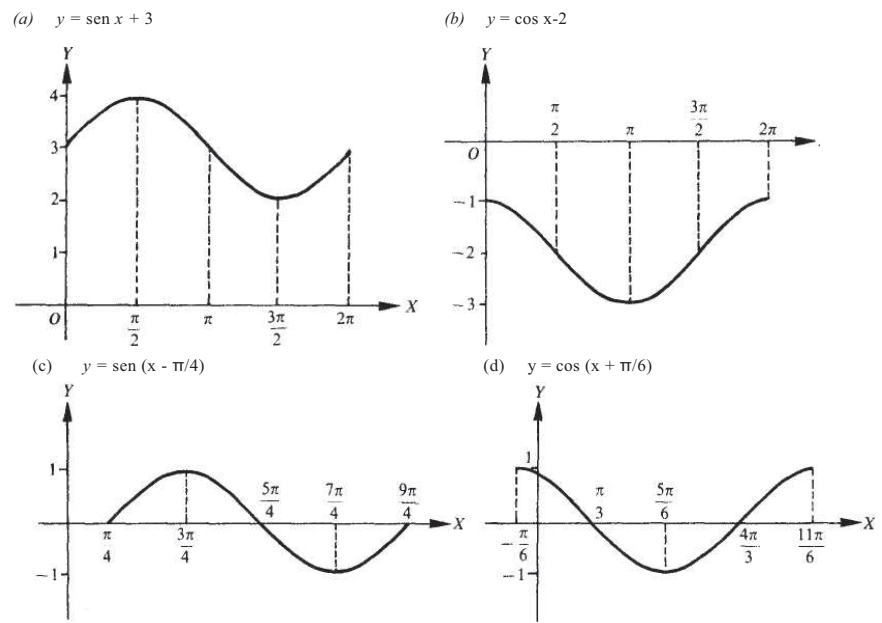 (a) y = sen x + 3
Y
4
3
2
1
O
π/2
π
3π/2
2π
X
(b) y = cos x-2
Y
π/2
π
3π/2
2π
O
-1
-2
-3
(c) y = sen (x - π/4)
Y
1
-1
π/4
3π/4
5π/4
7π/4
9π/4
X
(d) y = cos (x + π/6)
Y
1
-1
-π/6
π/3
5π/6
4π/3
11π/6
X